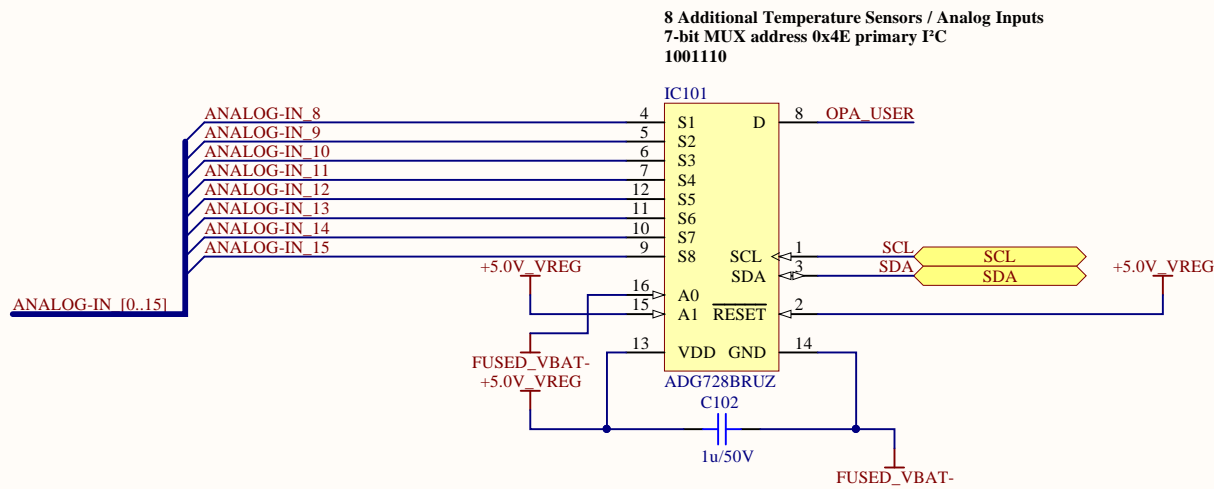 8 Additional Temperature Sensors / Analog Inputs
7-bit MUX address 0x4E primary I²C
1001110
IC101
ANALOG-IN_8 4 S1 D 8 OPA_USER
ANALOG-IN_9 5 S2
ANALOG-IN_10 6 S3
ANALOG-IN_11 7 S4
ANALOG-IN_12 12 S5
ANALOG-IN_13 11 S6
ANALOG-IN_14 10 S7
ANALOG-IN_15 9 S8 SCL 1 SCL SCL
+5.0V_VREG SDA 3 SDA SDA +5.0V_VREG
16 A0
ANALOG-IN_[0..15] 15 A1 RESET 2
13 VDD GND 14
FUSED_VBAT-
+5.0V_VREG ADG728BRUZ
C102
1u/50V
FUSED_VBAT-